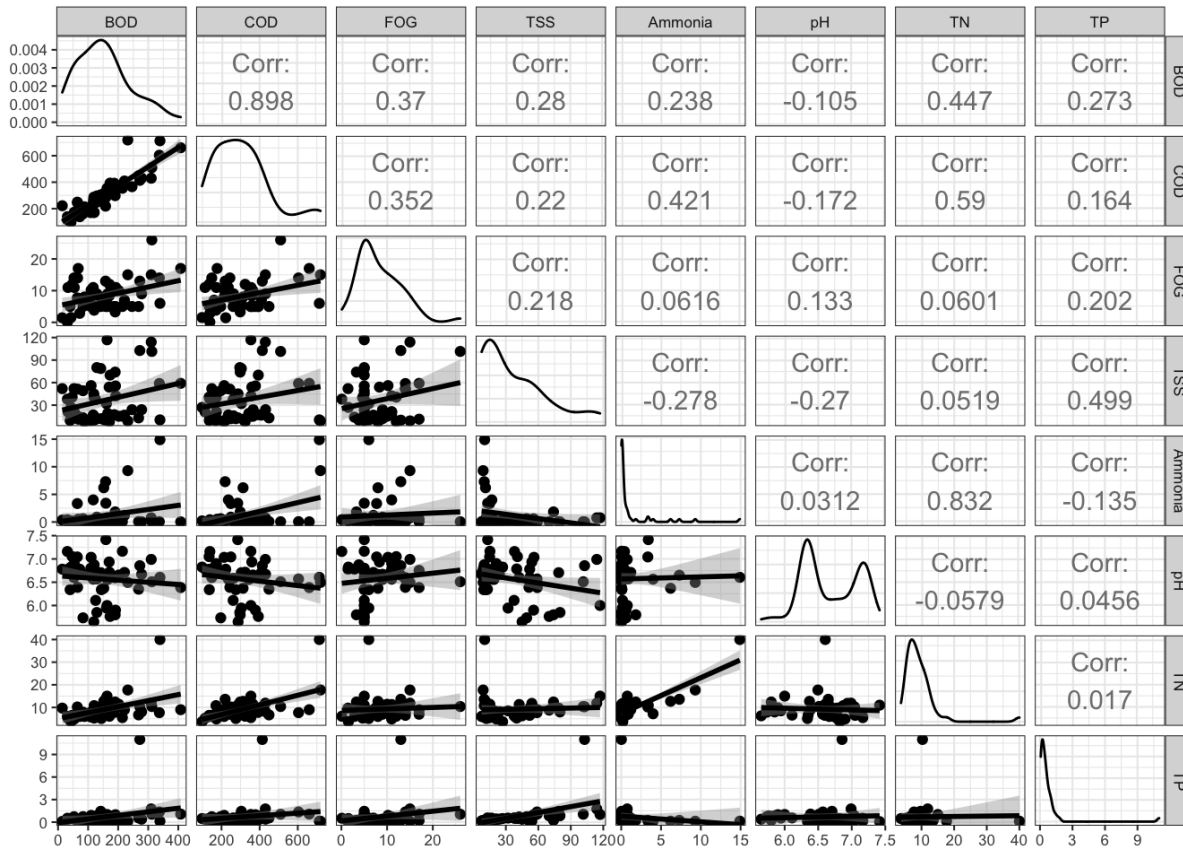 BOD COD FOG TSS Ammonia pH TN TP
0.004
0.003
0.002
0.001
0.000
Corr: Corr: Corr: Corr: Corr: Corr: Corr:
0.898 0.37 0.28 0.238 -0.105 0.447 0.273
BOD
600
400
200
Corr: Corr: Corr: Corr: Corr: Corr:
0.352 0.22 0.421 -0.172 0.59 0.164
COD
20
10
0
Corr: Corr: Corr: Corr: Corr:
0.218 0.0616 0.133 0.0601 0.202
FOG
120
90
60
30
Corr: Corr: Corr: Corr:
-0.278 -0.27 0.0519 0.499
TSS
15
10
5
0
Corr: Corr: Corr:
0.0312 0.832 -0.135
Ammonia
7.5
7.0
6.5
6.0
Corr: Corr:
-0.0579 0.0456
pH
40
30
20
10
Corr:
0.017
TN
9
6
3
0
TP
0 100 200 300 400 200 400 600 0 10 20 30 60 90 120 0 5 10 15 6.0 6.5 7.0 7.5 10 20 30 40 0 3 6 9